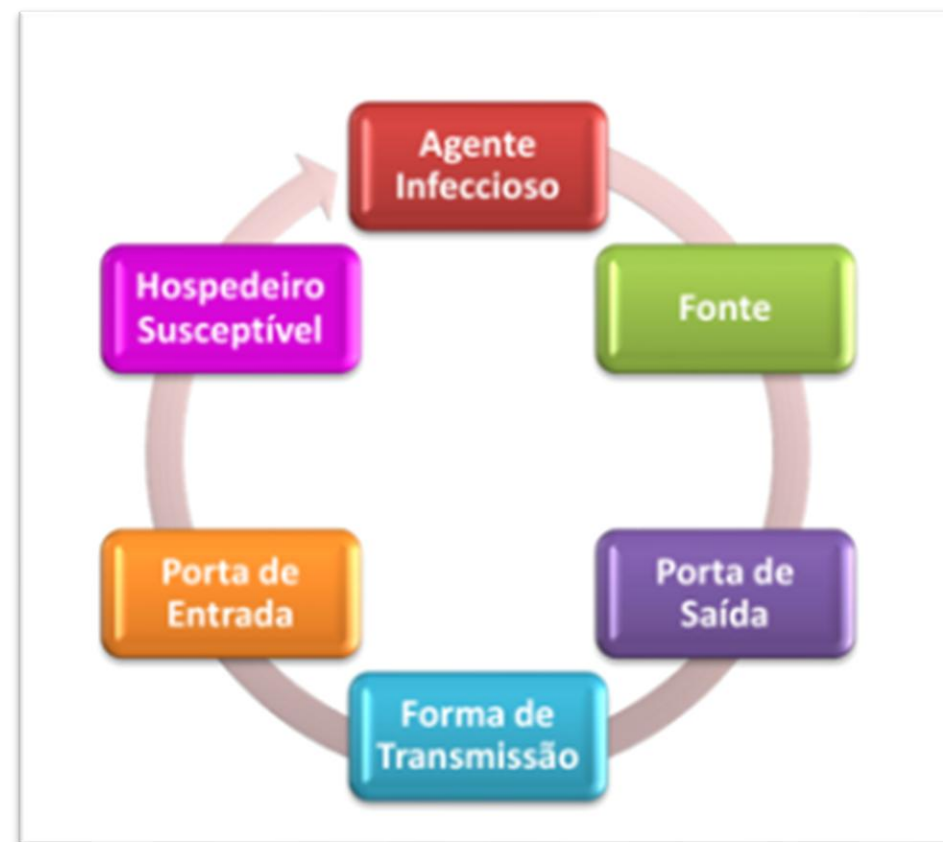 Agente
Infeccioso
Fonte
Porta de
Saída
Forma de
Transmissão
Porta de
Entrada
Hospedeiro
Susceptível